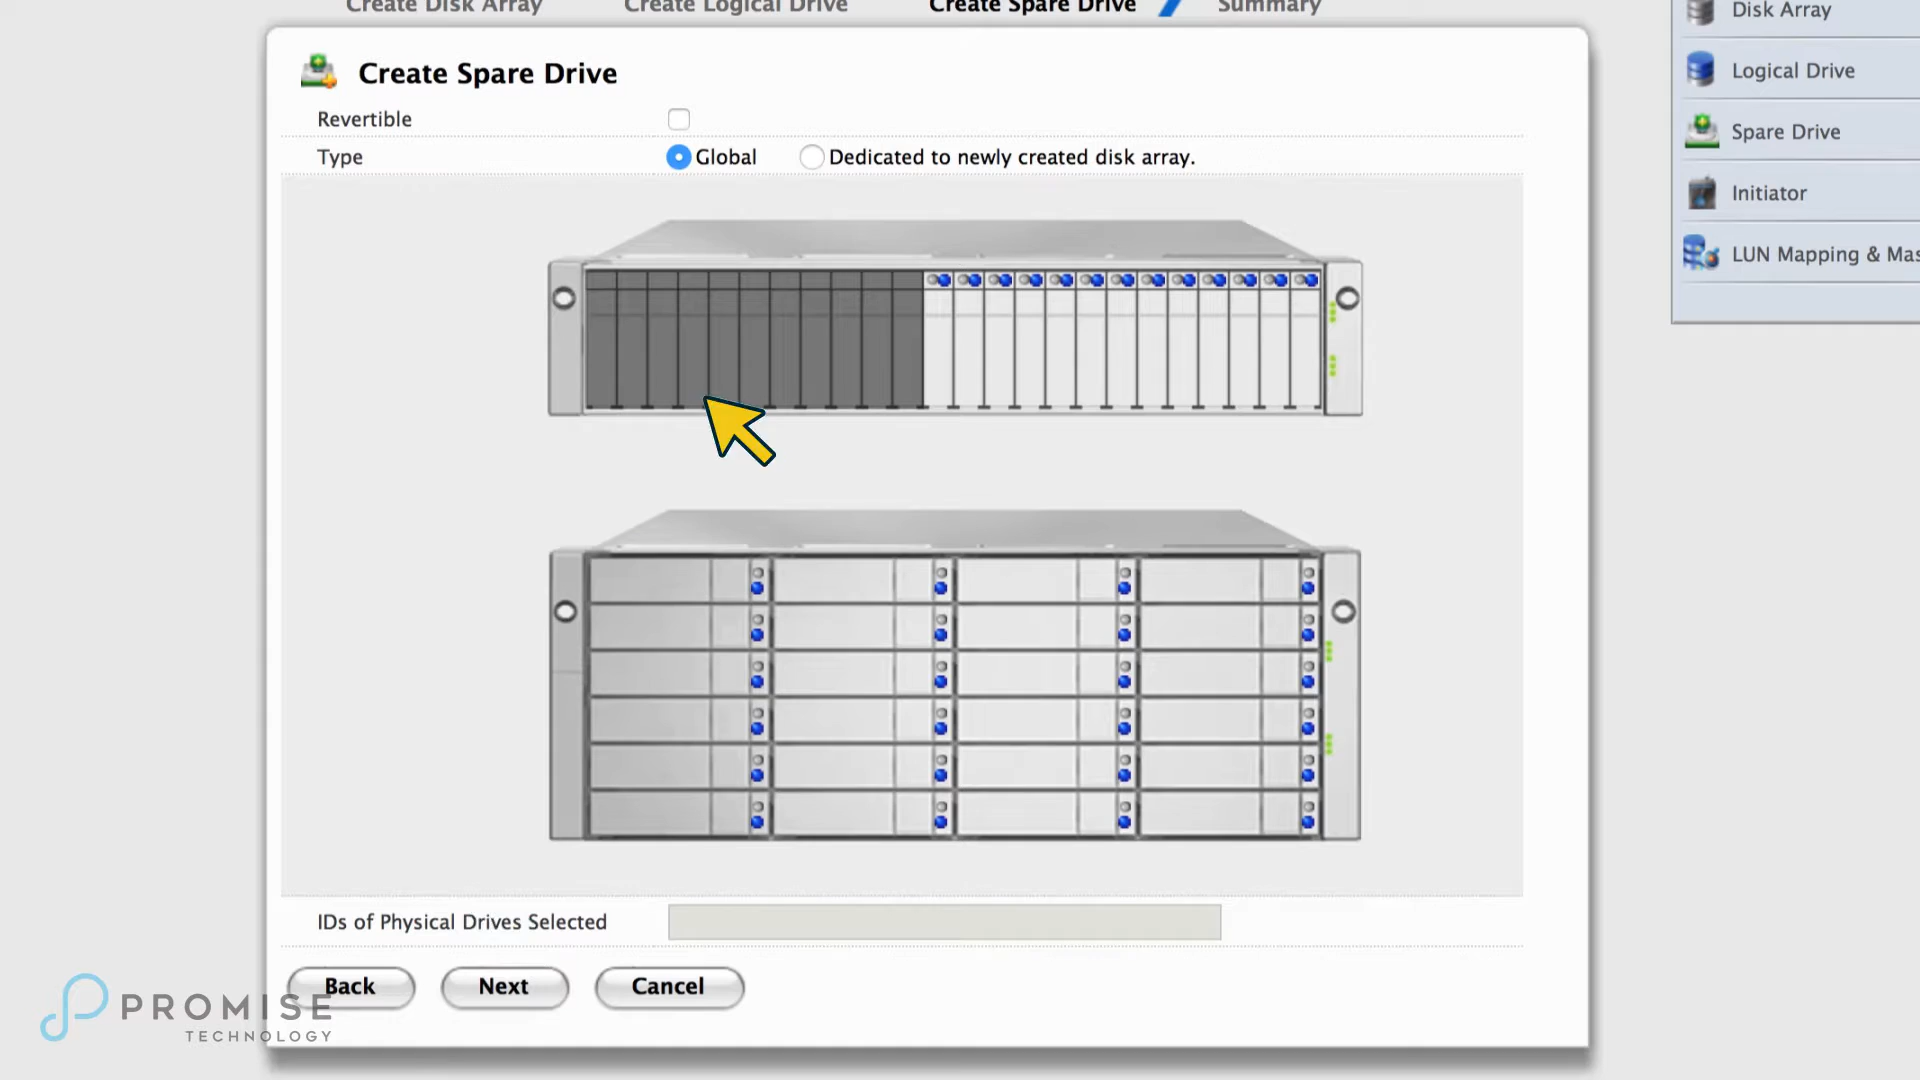 Create Disk Array
Create Logical Drive
Create Spare Drive
Summary
Create Spare Drive
Revertible
Type
Global
Dedicated to newly created disk array.
IDs of Physical Drives Selected
Back
Next
Cancel
Disk Array
Logical Drive
Spare Drive
Initiator
LUN Mapping & Mas
PROMISE
TECHNOLOGY